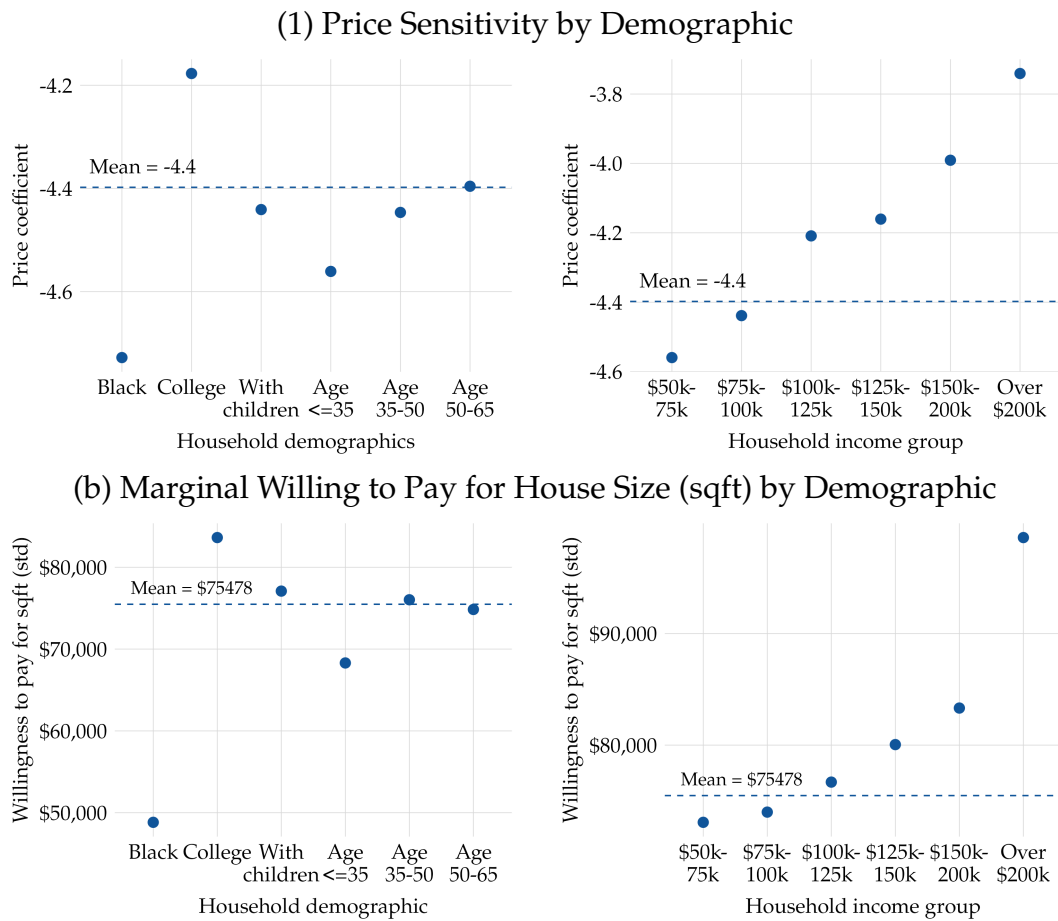 (1) Price Sensitivity by Demographic
Price coefficient
-4.2
-4.4
-4.6
Mean = -4.4
Black College With Age Age Age
children <=35 35-50 50-65
Household demographics
Price coefficient
-3.8
-4.0
-4.2
-4.4
-4.6
Mean = -4.4
$50k- $75k- $100k- $125k- $150k- Over
75k 100k 125k 150k 200k $200k
Household income group
(b) Marginal Willing to Pay for House Size (sqft) by Demographic
Willingness to pay for sqft (std)
$80,000
$70,000
$60,000
$50,000
Mean = $75478
Black College With Age Age Age
children <=35 35-50 50-65
Household demographic
Willingness to pay for sqft (std)
$90,000
$80,000
Mean = $75478
$50k- $75k- $100k- $125k- $150k- Over
75k 100k 125k 150k 200k $200k
Household income group